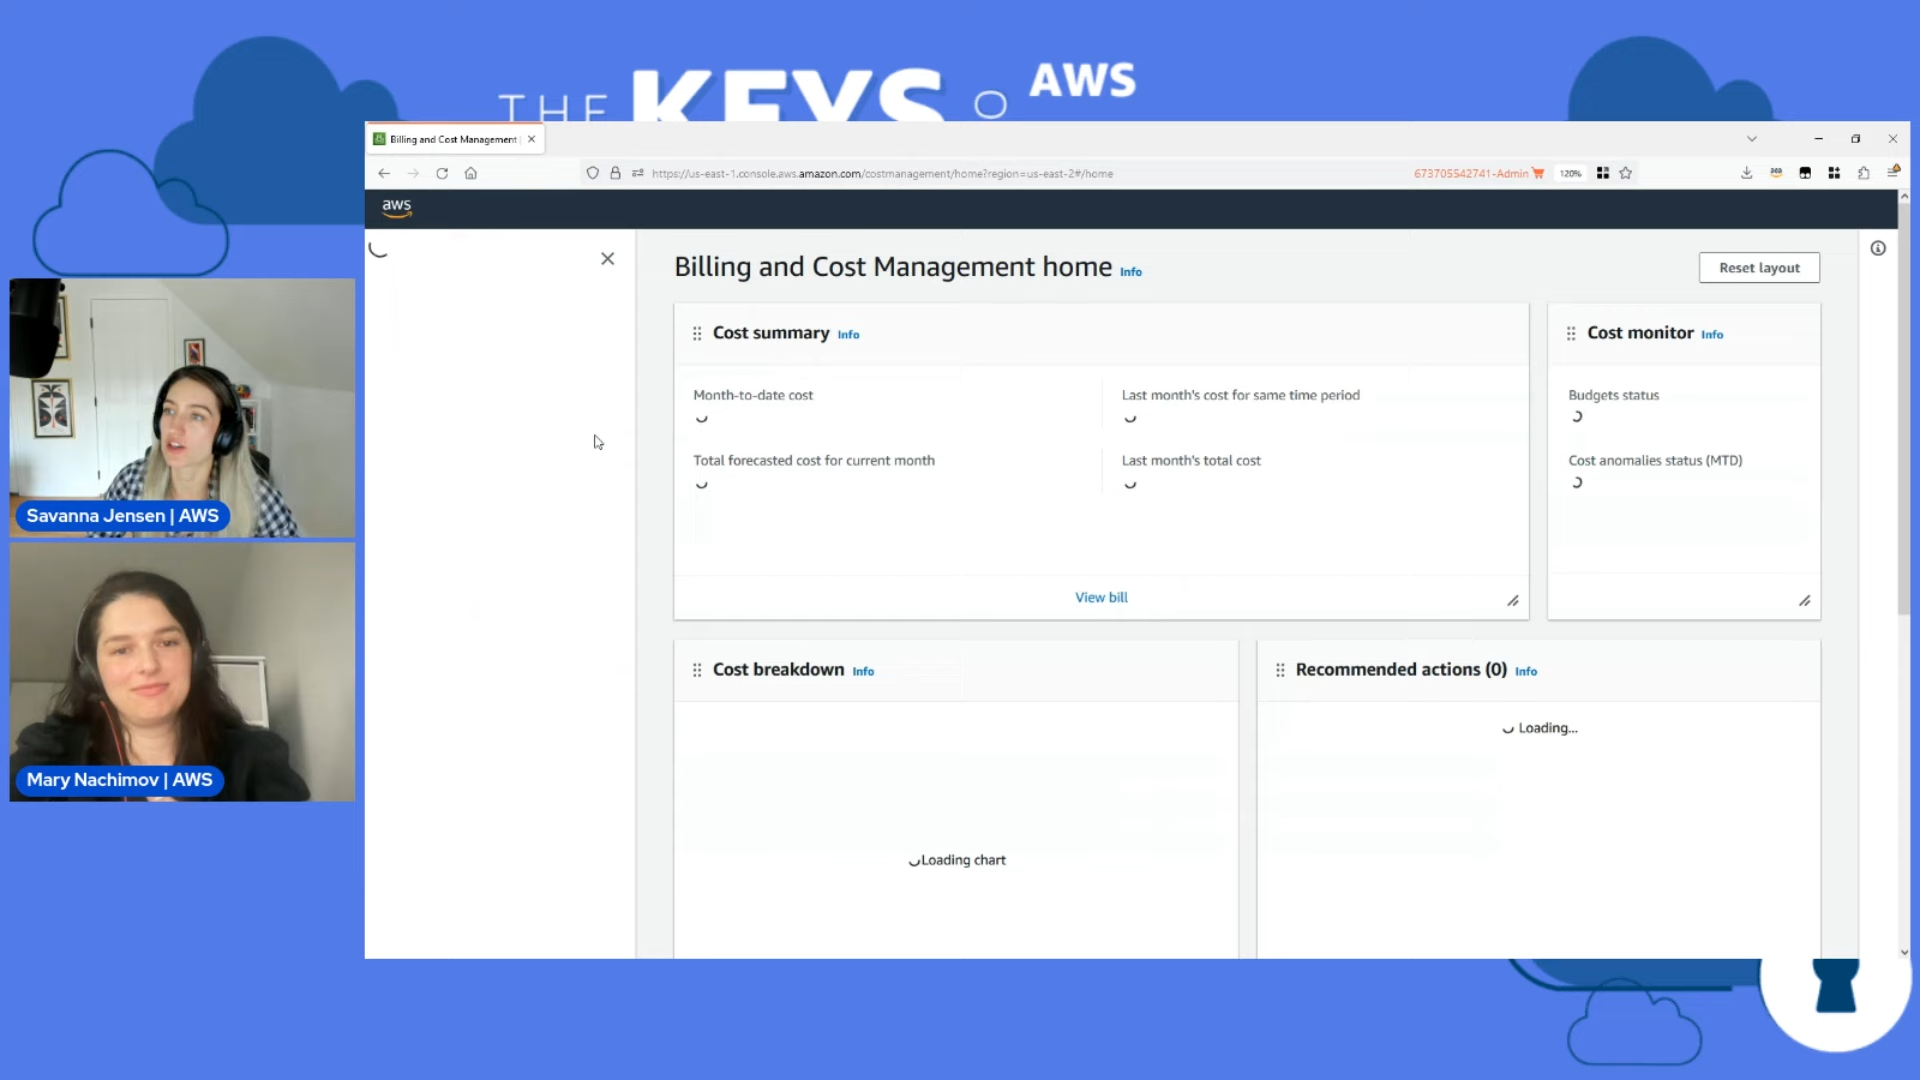 THE KEYS O AWS
Billing and Cost Management
https://us-east-1.console.aws.amazon.com/costmanagement/home?region=us-east-2#/home
673705542741-Admin
120%
aws
Billing and Cost Management home Info
Reset layout
Cost summary Info
Month-to-date cost
Last month's cost for same time period
Total forecasted cost for current month
Last month's total cost
View bill
Cost monitor Info
Budgets status
Cost anomalies status (MTD)
Cost breakdown Info
Loading chart
Recommended actions (0) Info
Loading...
Savanna Jensen | AWS
Mary Nachimov | AWS